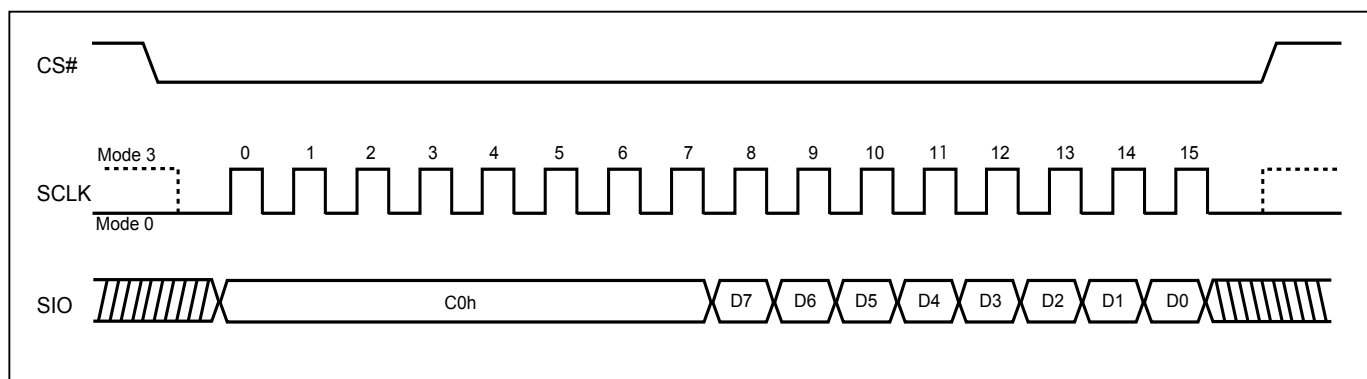 CS#
Mode 3
0 1 2 3 4 5 6 7 8 9 10 11 12 13 14 15
SCLK
Mode 0
SIO
C0h D7 D6 D5 D4 D3 D2 D1 D0